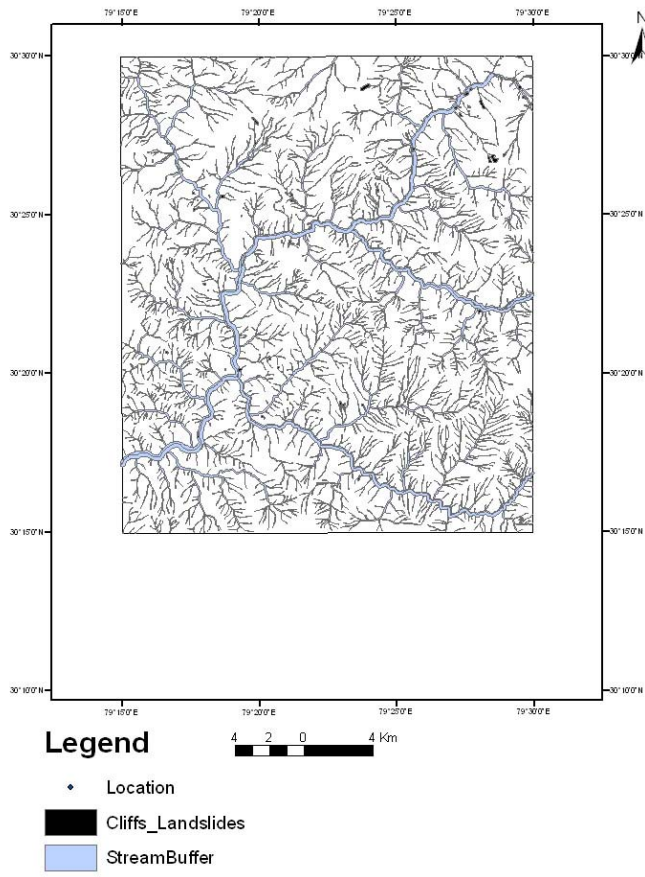 79°15'0"E 79°20'0"E 79°25'0"E 79°30'0"E
N
30°30'0"N 30°30'0"N
30°25'0"N 30°25'0"N
30°20'0"N 30°20'0"N
30°15'0"N 30°15'0"N
30°10'0"N 30°10'0"N
79°15'0"E 79°20'0"E 79°25'0"E 79°30'0"E
Legend
4 2 0 4 Km
Location
Cliffs_Landslides
StreamBuffer